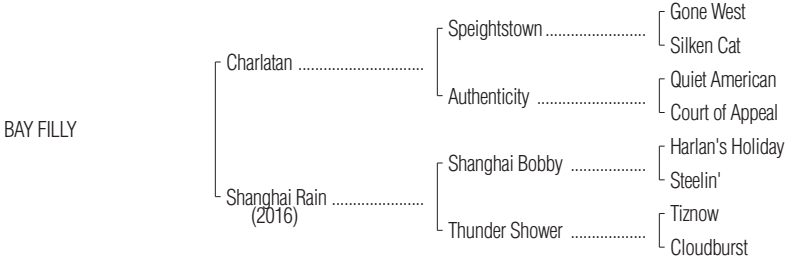 Gone West
Speightstown ........................
Silken Cat
Charlatan ..............................
Quiet American
Authenticity ..........................
Court of Appeal
BAY FILLY
Harlan's Holiday
Shanghai Bobby ..................
Steelin'
Shanghai Rain ......................
(2016)
Tiznow
Thunder Shower ..................
Cloudburst